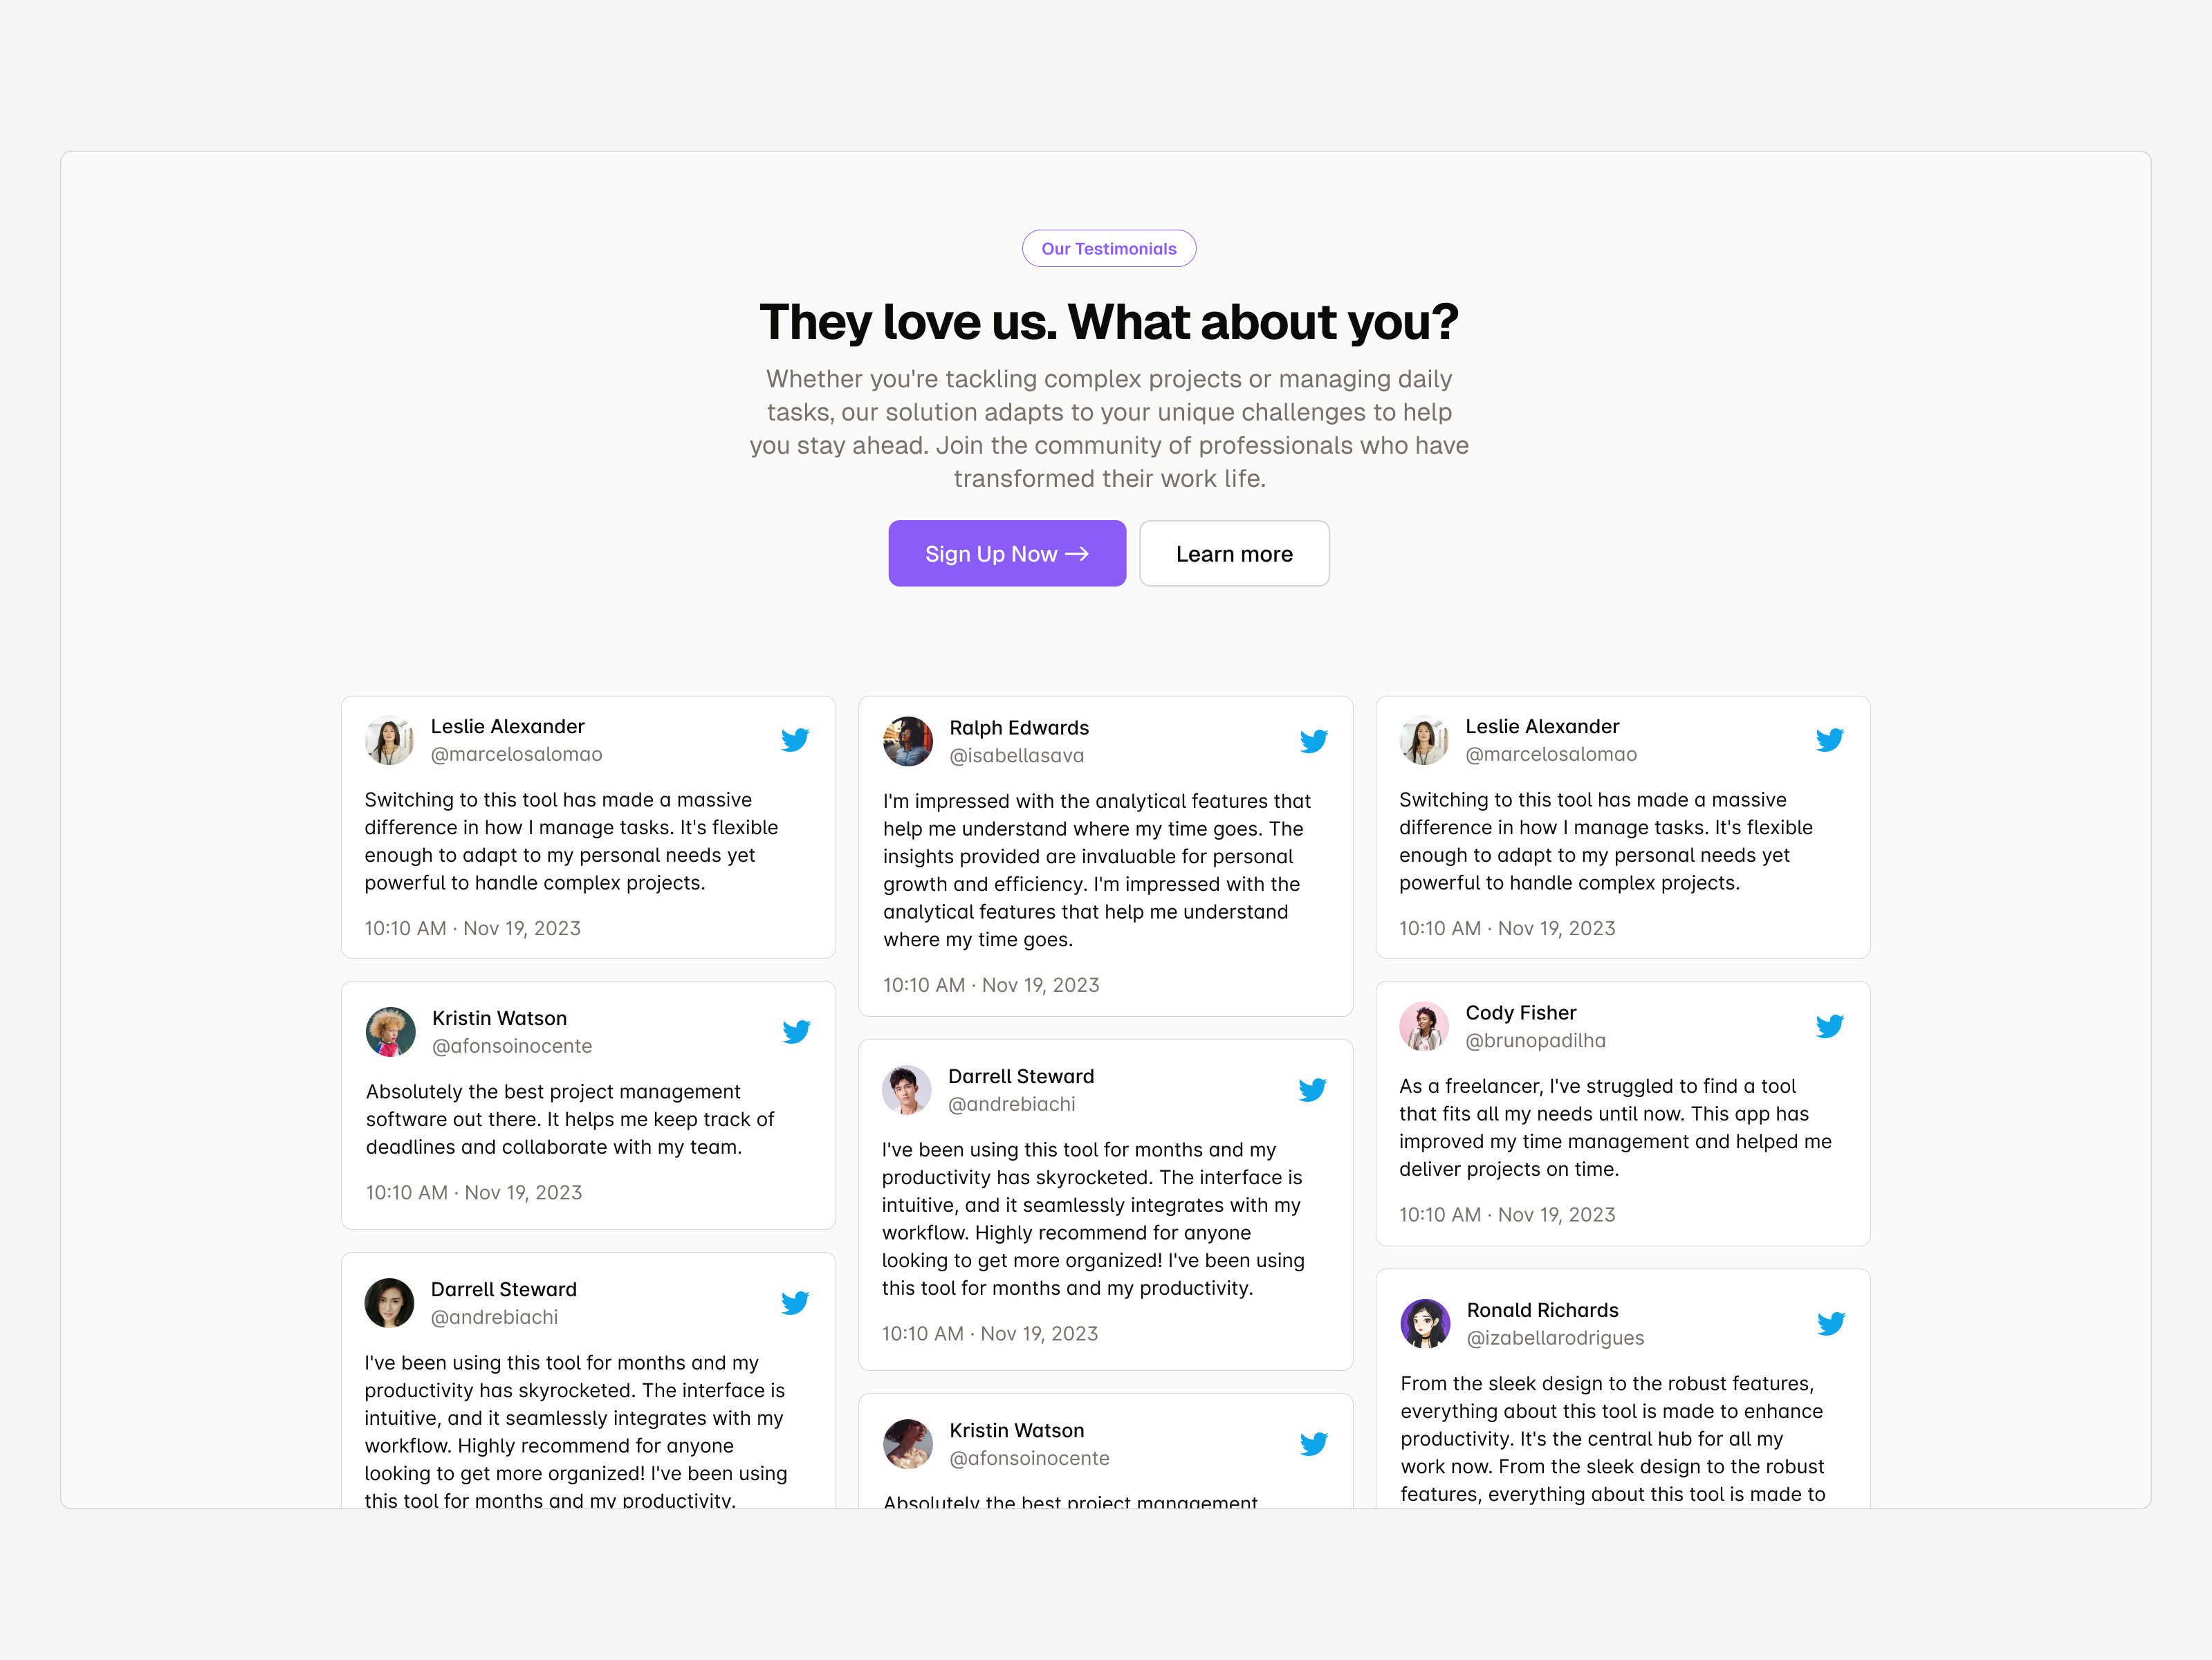 Our Testimonials
They love us. What about you?
Whether you're tackling complex projects or managing daily
tasks, our solution adapts to your unique challenges to help
you stay ahead. Join the community of professionals who have
transformed their work life.
Sign Up Now →
Learn more
Leslie Alexander
@marcelosalomao
Switching to this tool has made a massive
difference in how I manage tasks. It's flexible
enough to adapt to my personal needs yet
powerful to handle complex projects.
10:10 AM · Nov 19, 2023
Kristin Watson
@afonsoinocente
Absolutely the best project management
software out there. It helps me keep track of
deadlines and collaborate with my team.
10:10 AM · Nov 19, 2023
Darrell Steward
@andrebiachi
I've been using this tool for months and my
productivity has skyrocketed. The interface is
intuitive, and it seamlessly integrates with my
workflow. Highly recommend for anyone
looking to get more organized! I've been using
this tool for months and my productivity.
Ralph Edwards
@isabellasava
I'm impressed with the analytical features that
help me understand where my time goes. The
insights provided are invaluable for personal
growth and efficiency. I'm impressed with the
analytical features that help me understand
where my time goes.
10:10 AM · Nov 19, 2023
Darrell Steward
@andrebiachi
I've been using this tool for months and my
productivity has skyrocketed. The interface is
intuitive, and it seamlessly integrates with my
workflow. Highly recommend for anyone
looking to get more organized! I've been using
this tool for months and my productivity.
10:10 AM · Nov 19, 2023
Kristin Watson
@afonsoinocente
Absolutely the best project management
Leslie Alexander
@marcelosalomao
Switching to this tool has made a massive
difference in how I manage tasks. It's flexible
enough to adapt to my personal needs yet
powerful to handle complex projects.
10:10 AM · Nov 19, 2023
Cody Fisher
@brunopadilha
As a freelancer, I've struggled to find a tool
that fits all my needs until now. This app has
improved my time management and helped me
deliver projects on time.
10:10 AM · Nov 19, 2023
Ronald Richards
@izabellarodrigues
From the sleek design to the robust features,
everything about this tool is made to enhance
productivity. It's the central hub for all my
work now. From the sleek design to the robust
features, everything about this tool is made to